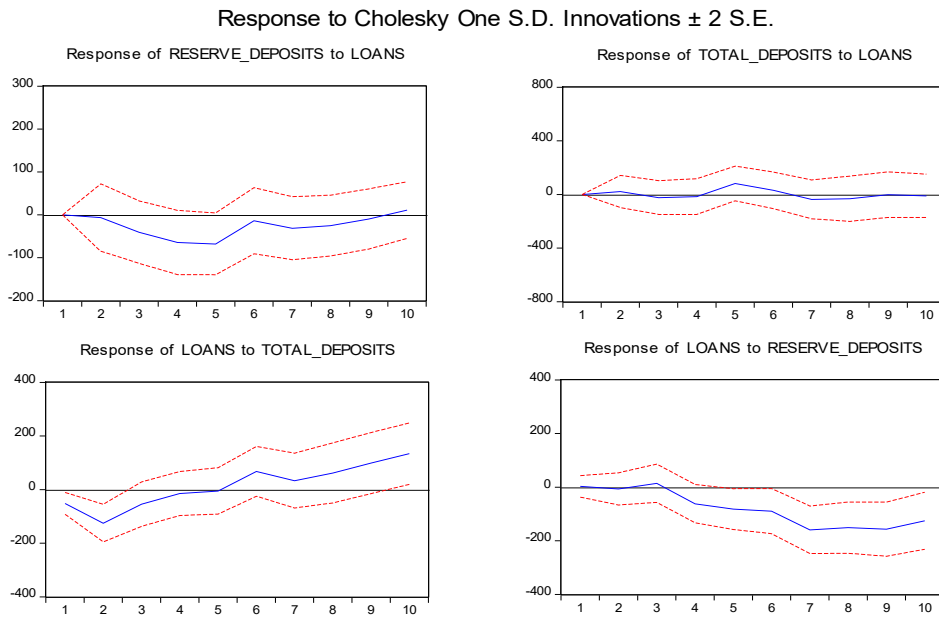 Response to Cholesky One S.D. Innovations ± 2 S.E.
Response of RESERVE_DEPOSITS to LOANS
300
200
100
0
-100
-200
1 2 3 4 5 6 7 8 9 10
Response of TOTAL_DEPOSITS to LOANS
800
400
0
-400
-800
1 2 3 4 5 6 7 8 9 10
Response of LOANS to TOTAL_DEPOSITS
400
200
0
-200
-400
1 2 3 4 5 6 7 8 9 10
Response of LOANS to RESERVE_DEPOSITS
400
200
0
-200
-400
1 2 3 4 5 6 7 8 9 10